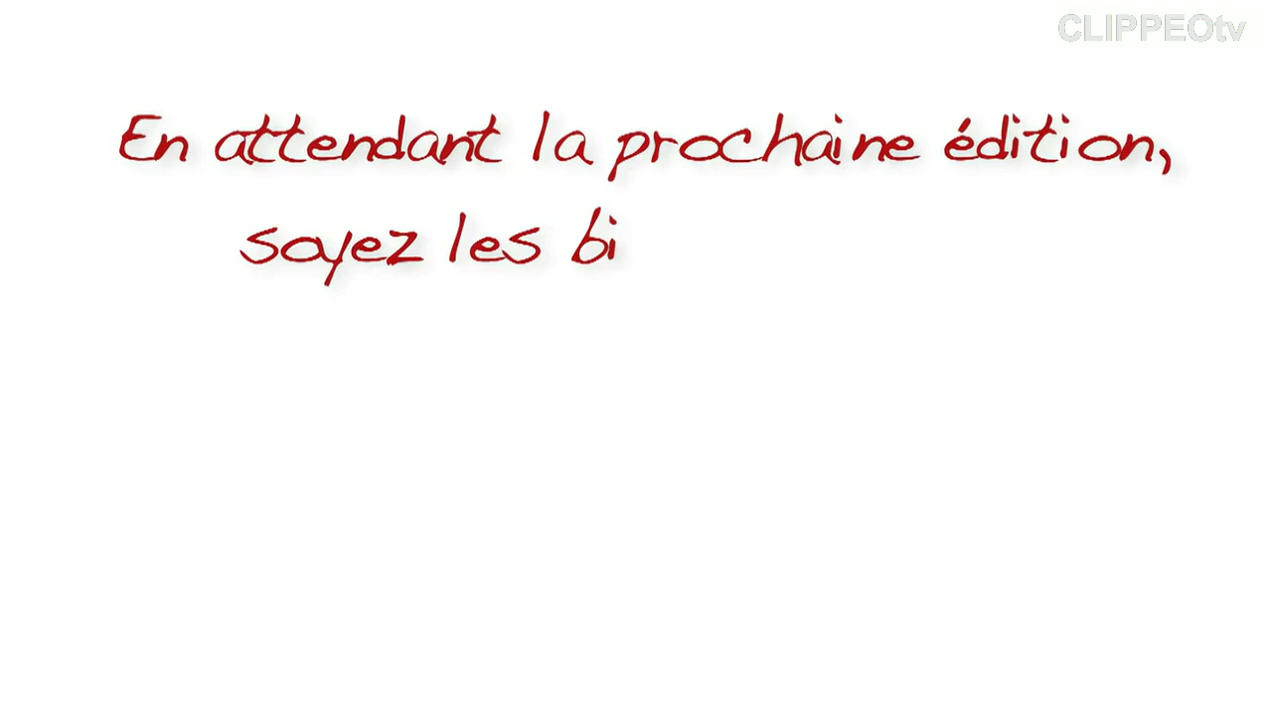 CLIPPEOtv
En attendant la prochaine édition,
soyez les bi